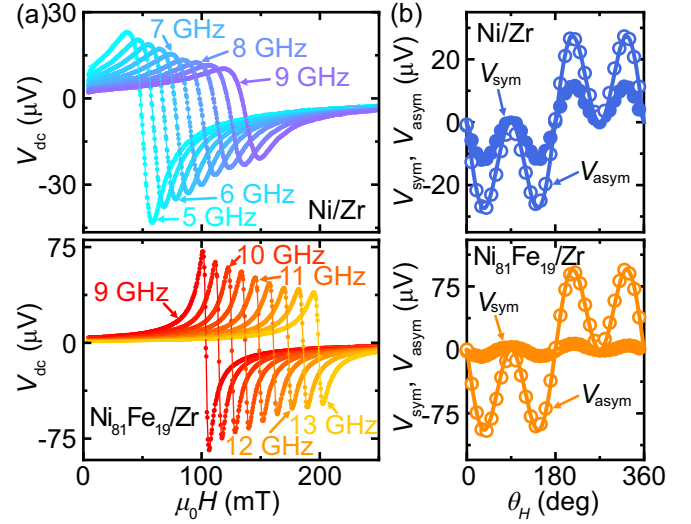 (a)
30
0
-30
V_dc (μV)
7 GHz
8 GHz
9 GHz
6 GHz
5 GHz
Ni/Zr
75
0
-75
V_dc (μV)
9 GHz
10 GHz
11 GHz
12 GHz
13 GHz
Ni₈₁Fe₁₉/Zr
0 100 200
μ₀H (mT)
(b)
Ni/Zr
20
0
-20
V_sym, V_asym (μV)
V_sym
V_asym
Ni₈₁Fe₁₉/Zr
75
0
-75
V_sym, V_asym (μV)
V_sym
V_asym
0 180 360
θ_H (deg)